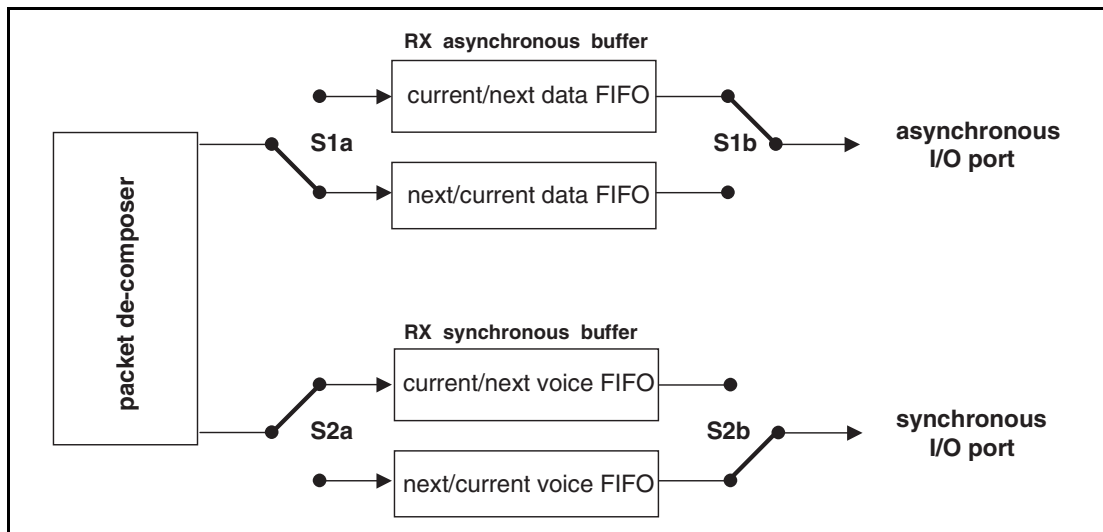 RX asynchronous buffer
current/next data FIFO
S1a
S1b
asynchronous
I/O port
next/current data FIFO
packet de-composer
RX synchronous buffer
current/next voice FIFO
S2a
S2b
synchronous
I/O port
next/current voice FIFO